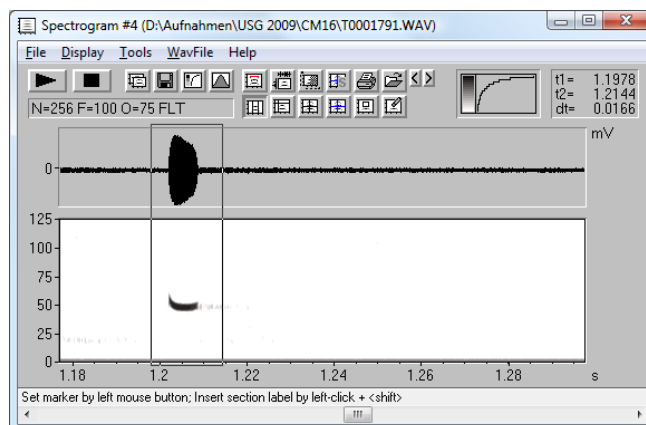 Spectrogram #4 (D:\Aufnahmen\USG 2009\CM16\T0001791.WAV)
File Display Tools WavFile Help
t1= 1.1978
t2= 1.2144
dt= 0.0166
N=256 F=100 O=75 FLT
mV
0
125
100
75
50
25
0
1.18 1.2 1.22 1.24 1.26 1.28 s
Set marker by left mouse button; Insert section label by left-click + <shift>